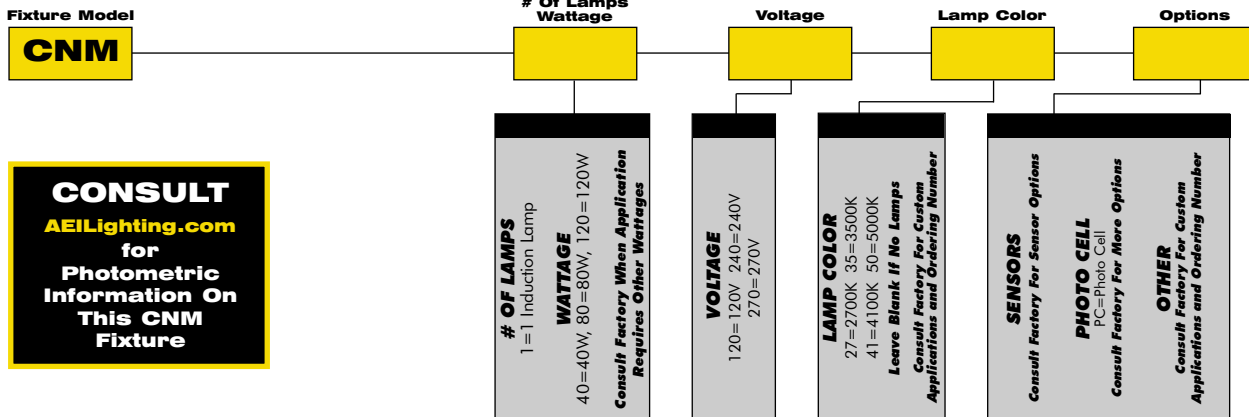 Fixture Model
# Of Lamps
Wattage
Voltage
Lamp Color
Options
CNM
CONSULT
AEILighting.com
for
Photometric
Information On
This CNM
Fixture
# OF LAMPS
1=1 Induction Lamp
WATTAGE
40=40W, 80=80W, 120=120W
Consult Factory When Application
Requires Other Wattages
VOLTAGE
120=120V 240=240V
270=270V
LAMP COLOR
27=2700K 35=3500K
41=4100K 50=5000K
Leave Blank If No Lamps
Consult Factory For Custom
Applications and Ordering Number
SENSORS
Consult Factory For Sensor Options
PHOTO CELL
PC=Photo Cell
Consult Factory For More Options
OTHER
Consult Factory For Custom
Applications and Ordering Number